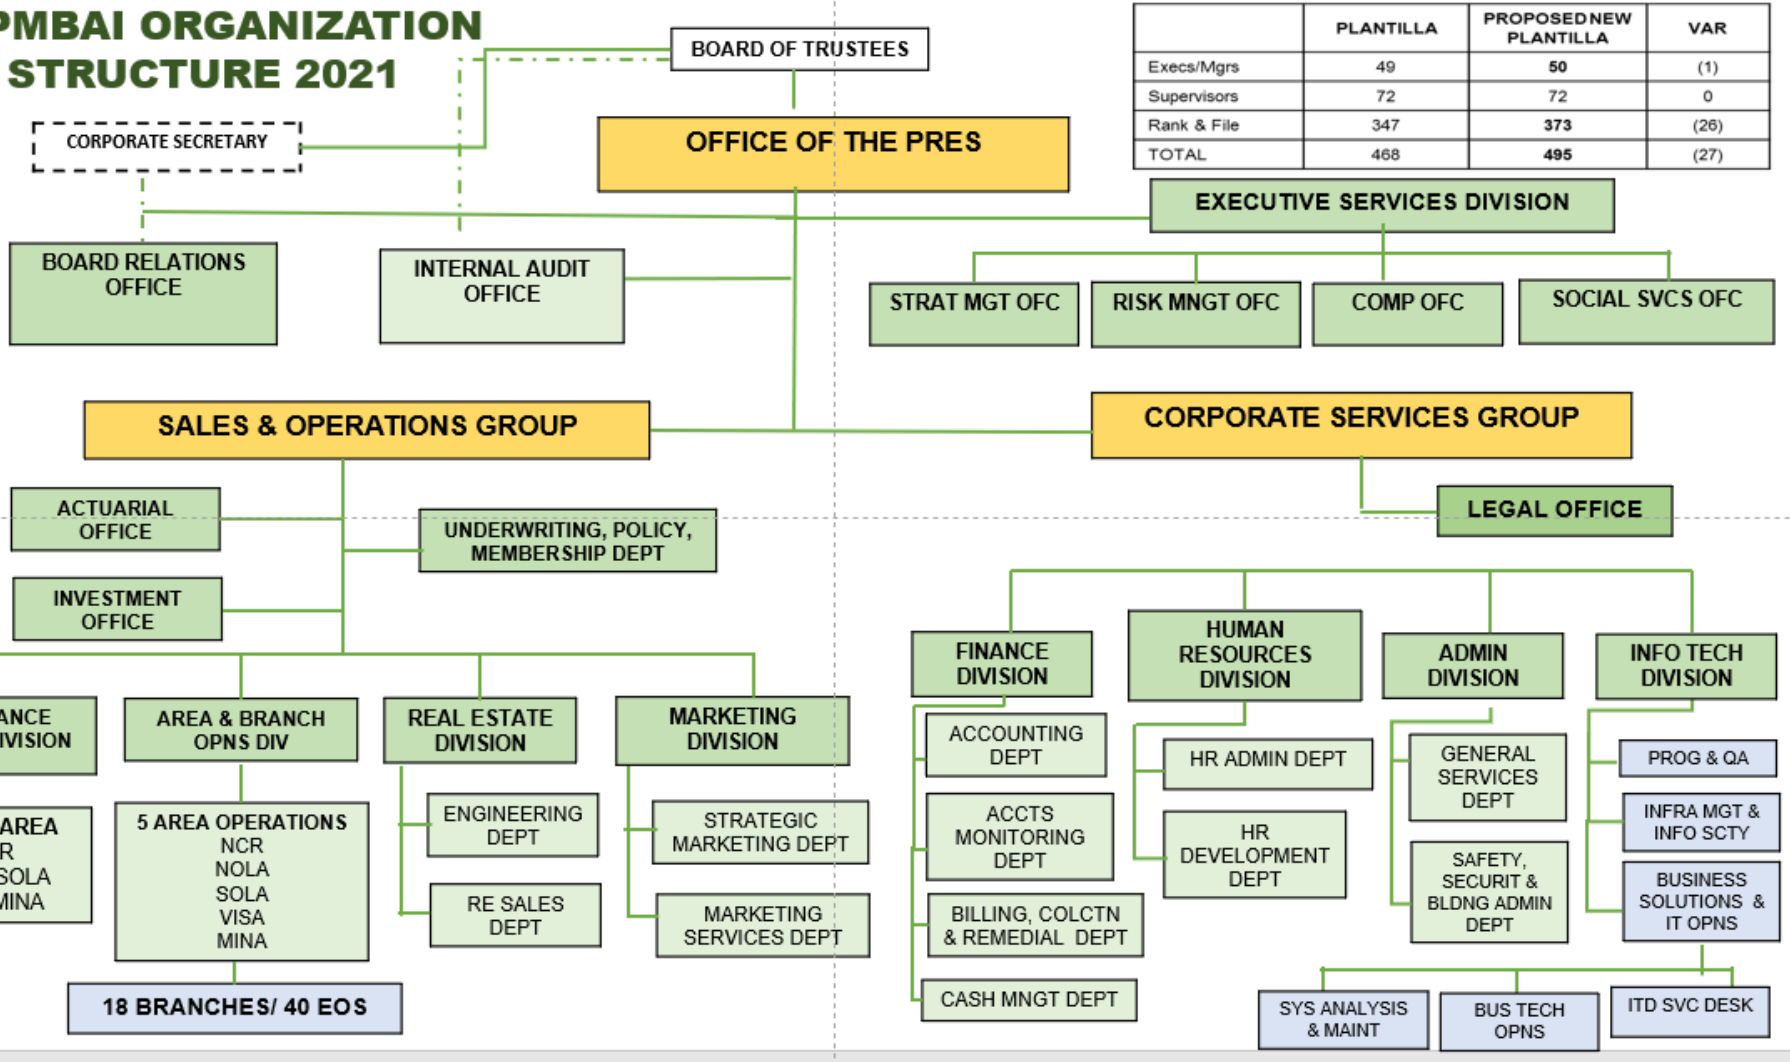 PMBAI ORGANIZATION
STRUCTURE 2021
BOARD OF TRUSTEES
PLANTILLA
PROPOSED NEW
PLANTILLA
VAR
Execs/Mgrs 49 50 (1)
Supervisors 72 72 0
Rank & File 347 373 (26)
TOTAL 468 495 (27)
CORPORATE SECRETARY
OFFICE OF THE PRES
EXECUTIVE SERVICES DIVISION
BOARD RELATIONS
OFFICE
INTERNAL AUDIT
OFFICE
STRAT MGT OFC
RISK MNGT OFC
COMP OFC
SOCIAL SVCS OFC
SALES & OPERATIONS GROUP
CORPORATE SERVICES GROUP
ACTUARIAL
OFFICE
UNDERWRITING, POLICY,
MEMBERSHIP DEPT
LEGAL OFFICE
INVESTMENT
OFFICE
ANCE
IVISION
AREA & BRANCH
OPNS DIV
REAL ESTATE
DIVISION
MARKETING
DIVISION
FINANCE
DIVISION
HUMAN
RESOURCES
DIVISION
ADMIN
DIVISION
INFO TECH
DIVISION
AREA
R
SOLA
MINA
5 AREA OPERATIONS
NCR
NOLA
SOLA
VISA
MINA
18 BRANCHES/ 40 EOS
ENGINEERING
DEPT
RE SALES
DEPT
STRATEGIC
MARKETING DEPT
MARKETING
SERVICES DEPT
ACCOUNTING
DEPT
ACCTS
MONITORING
DEPT
BILLING, COLCTN
& REMEDIAL DEPT
CASH MNGT DEPT
HR ADMIN DEPT
HR
DEVELOPMENT
DEPT
GENERAL
SERVICES
DEPT
SAFETY,
SECURIT &
BLDNG ADMIN
DEPT
PROG & QA
INFRA MGT &
INFO SCTY
BUSINESS
SOLUTIONS &
IT OPNS
SYS ANALYSIS
& MAINT
BUS TECH
OPNS
ITD SVC DESK